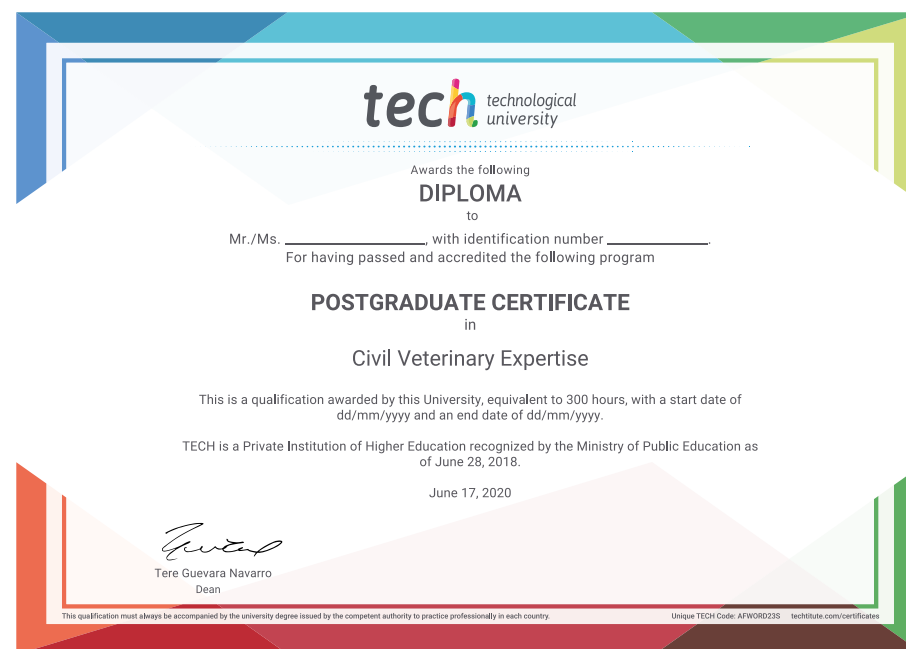 tech technological
university
Awards the following
DIPLOMA
to
Mr./Ms. ____________________, with identification number ______________.
For having passed and accredited the following program
POSTGRADUATE CERTIFICATE
in
Civil Veterinary Expertise
This is a qualification awarded by this University, equivalent to 300 hours, with a start date of
dd/mm/yyyy and an end date of dd/mm/yyyy.
TECH is a Private Institution of Higher Education recognized by the Ministry of Public Education as
of June 28, 2018.
June 17, 2020
Tere Guevara Navarro
Dean
This qualification must always be accompanied by the university degree issued by the competent authority to practice professionally in each country.
Unique TECH Code: AFWORD23S techtitute.com/certificates